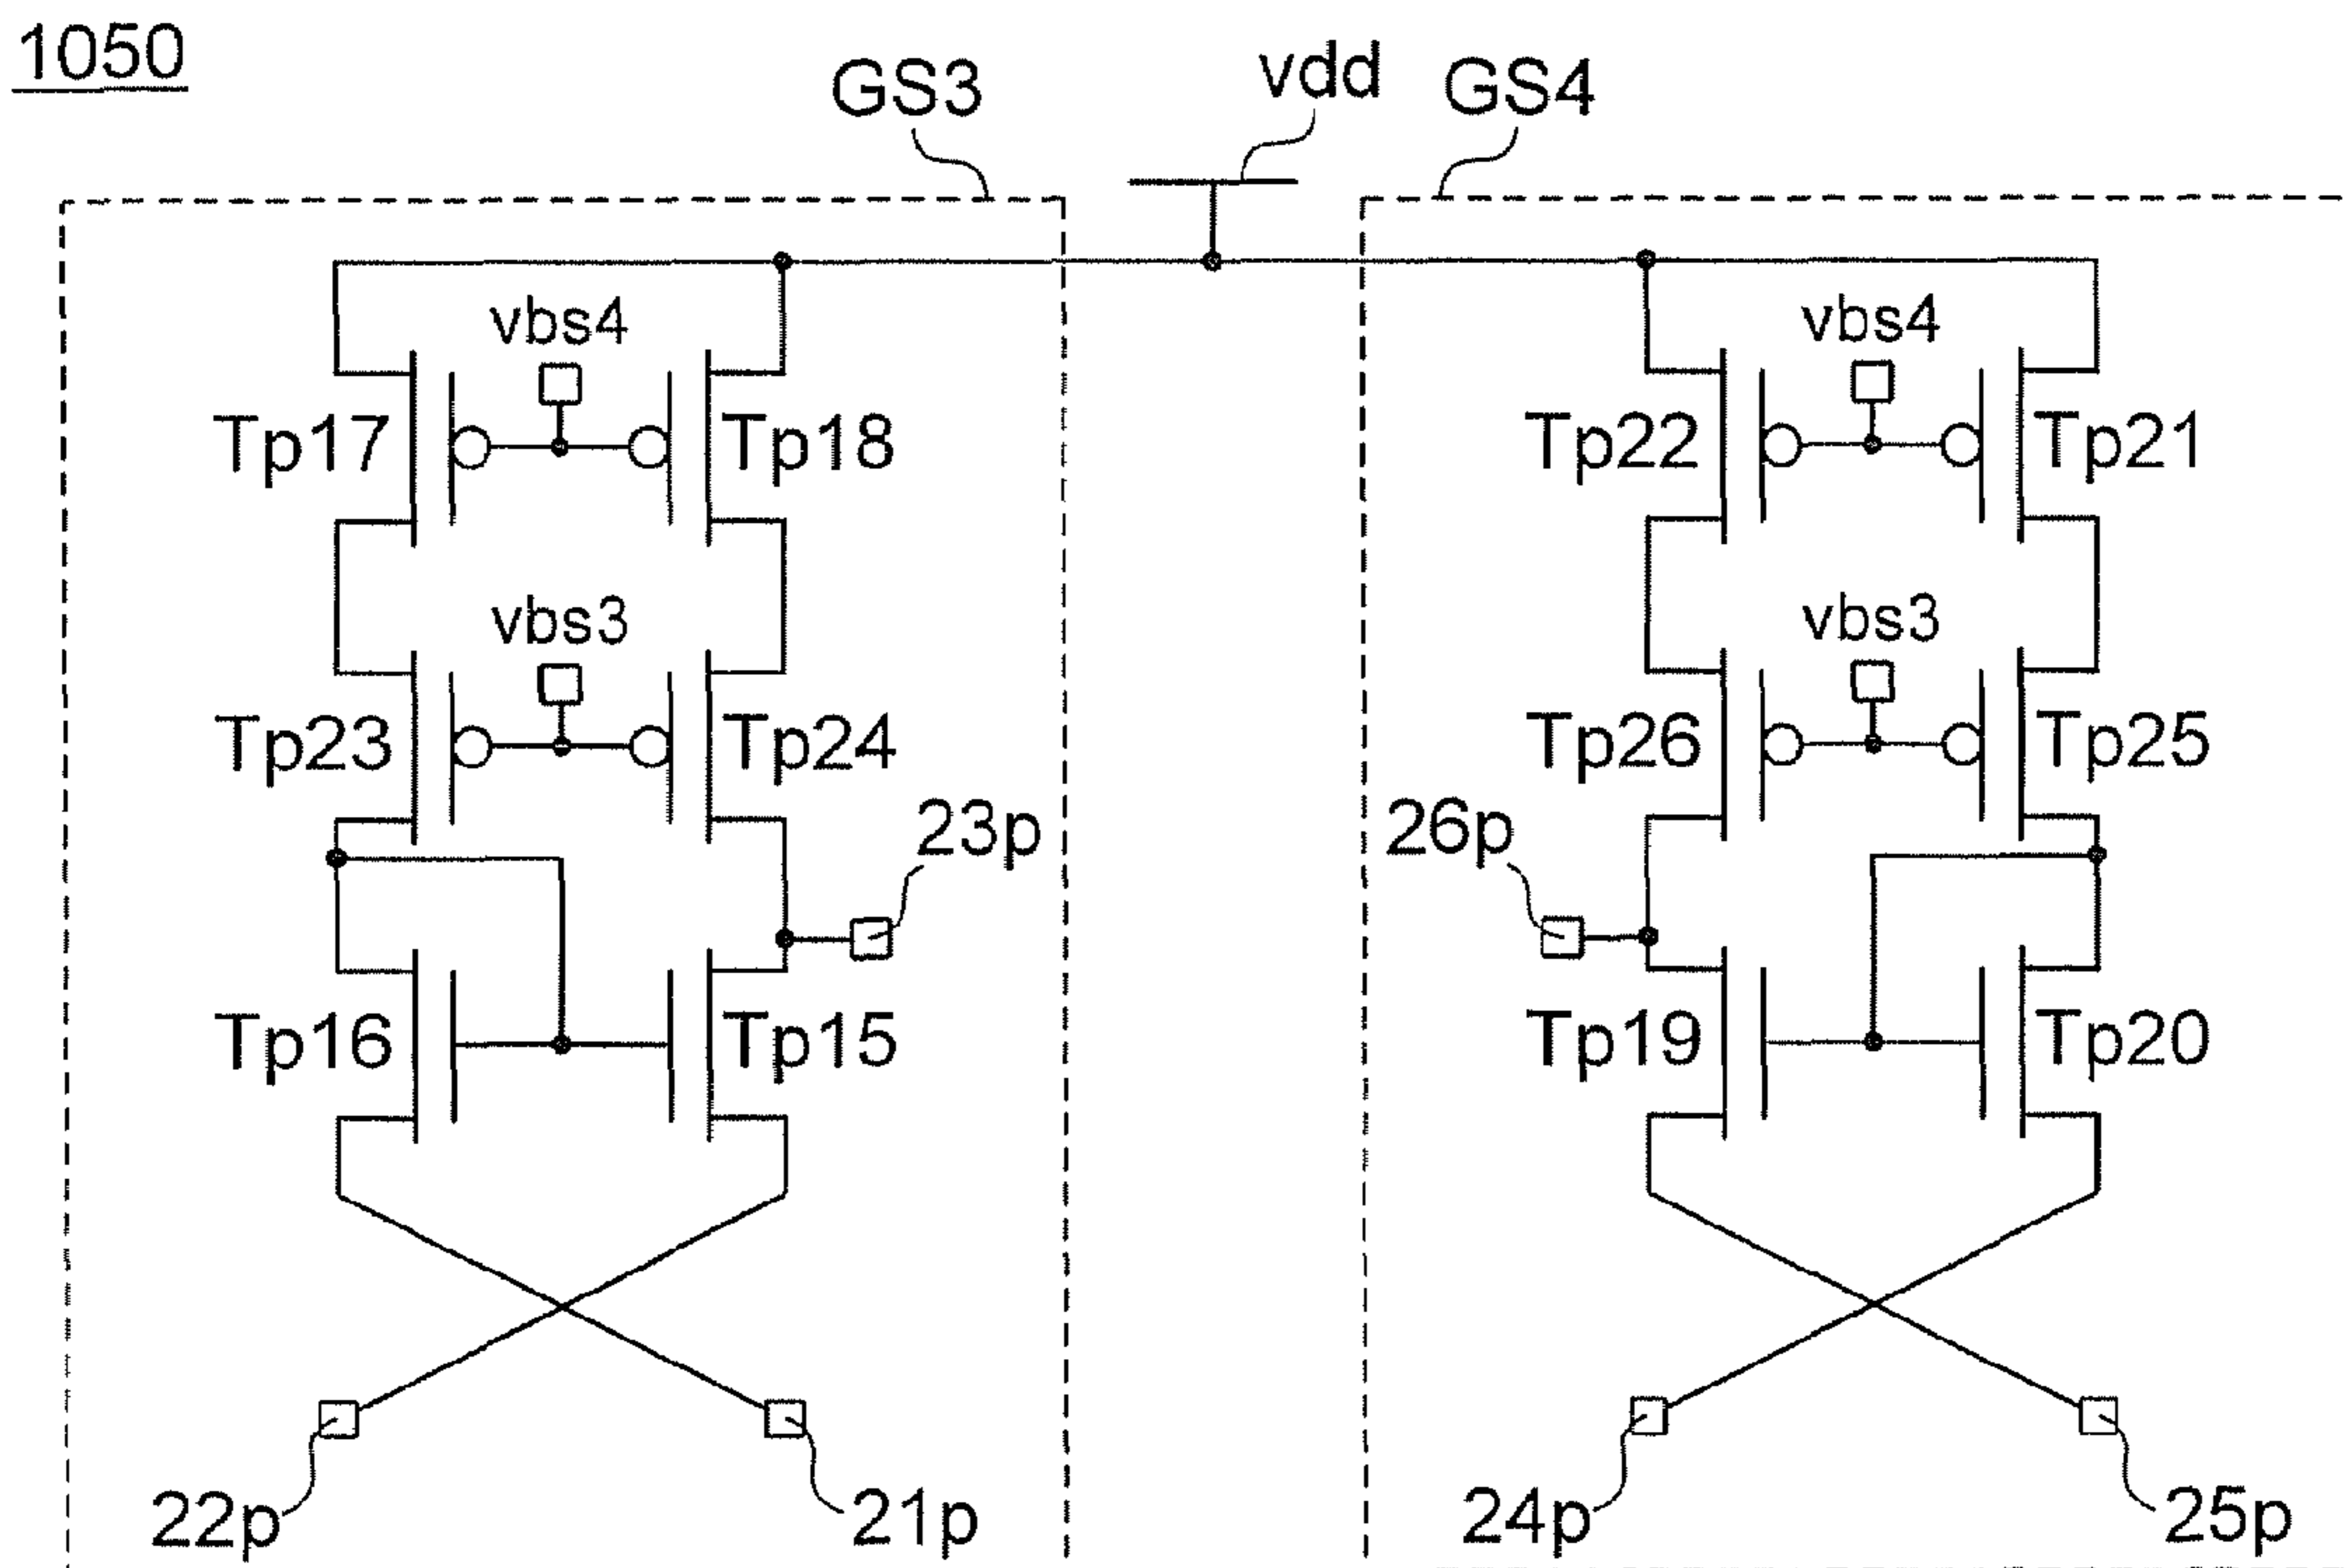 1050
GS3
vdd
GS4
vbs4
vbs4
Tp17
Tp18
Tp22
Tp21
vbs3
vbs3
Tp23
Tp24
Tp26
Tp25
23p
26p
Tp16
Tp15
Tp19
Tp20
22p
21p
24p
25p